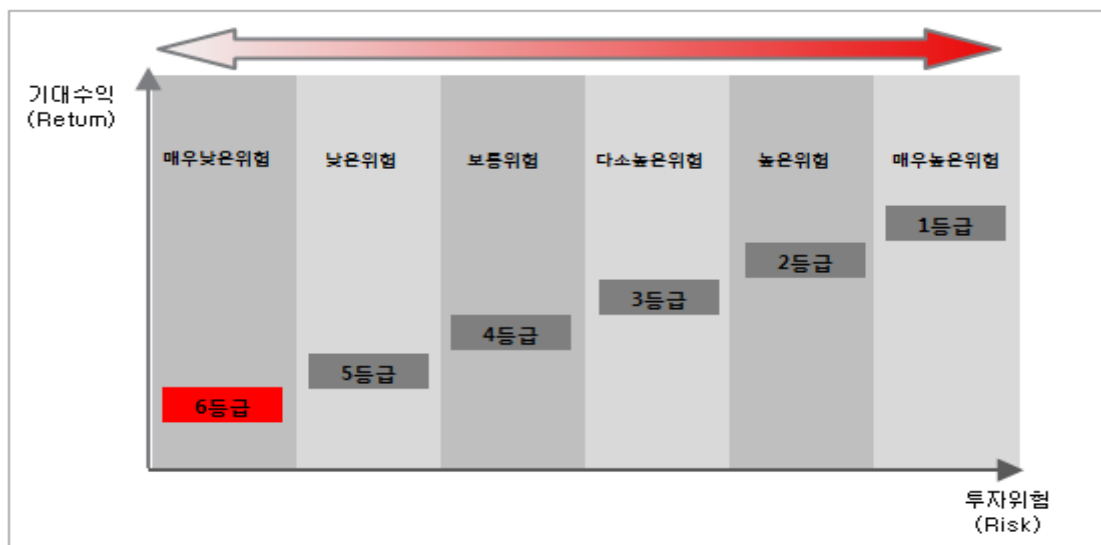 기대수익
(Return)
매우낮은위험 낮은위험 보통위험 다소높은위험 높은위험 매우높은위험
1등급
2등급
3등급
4등급
5등급
6등급
투자위험
(Risk)